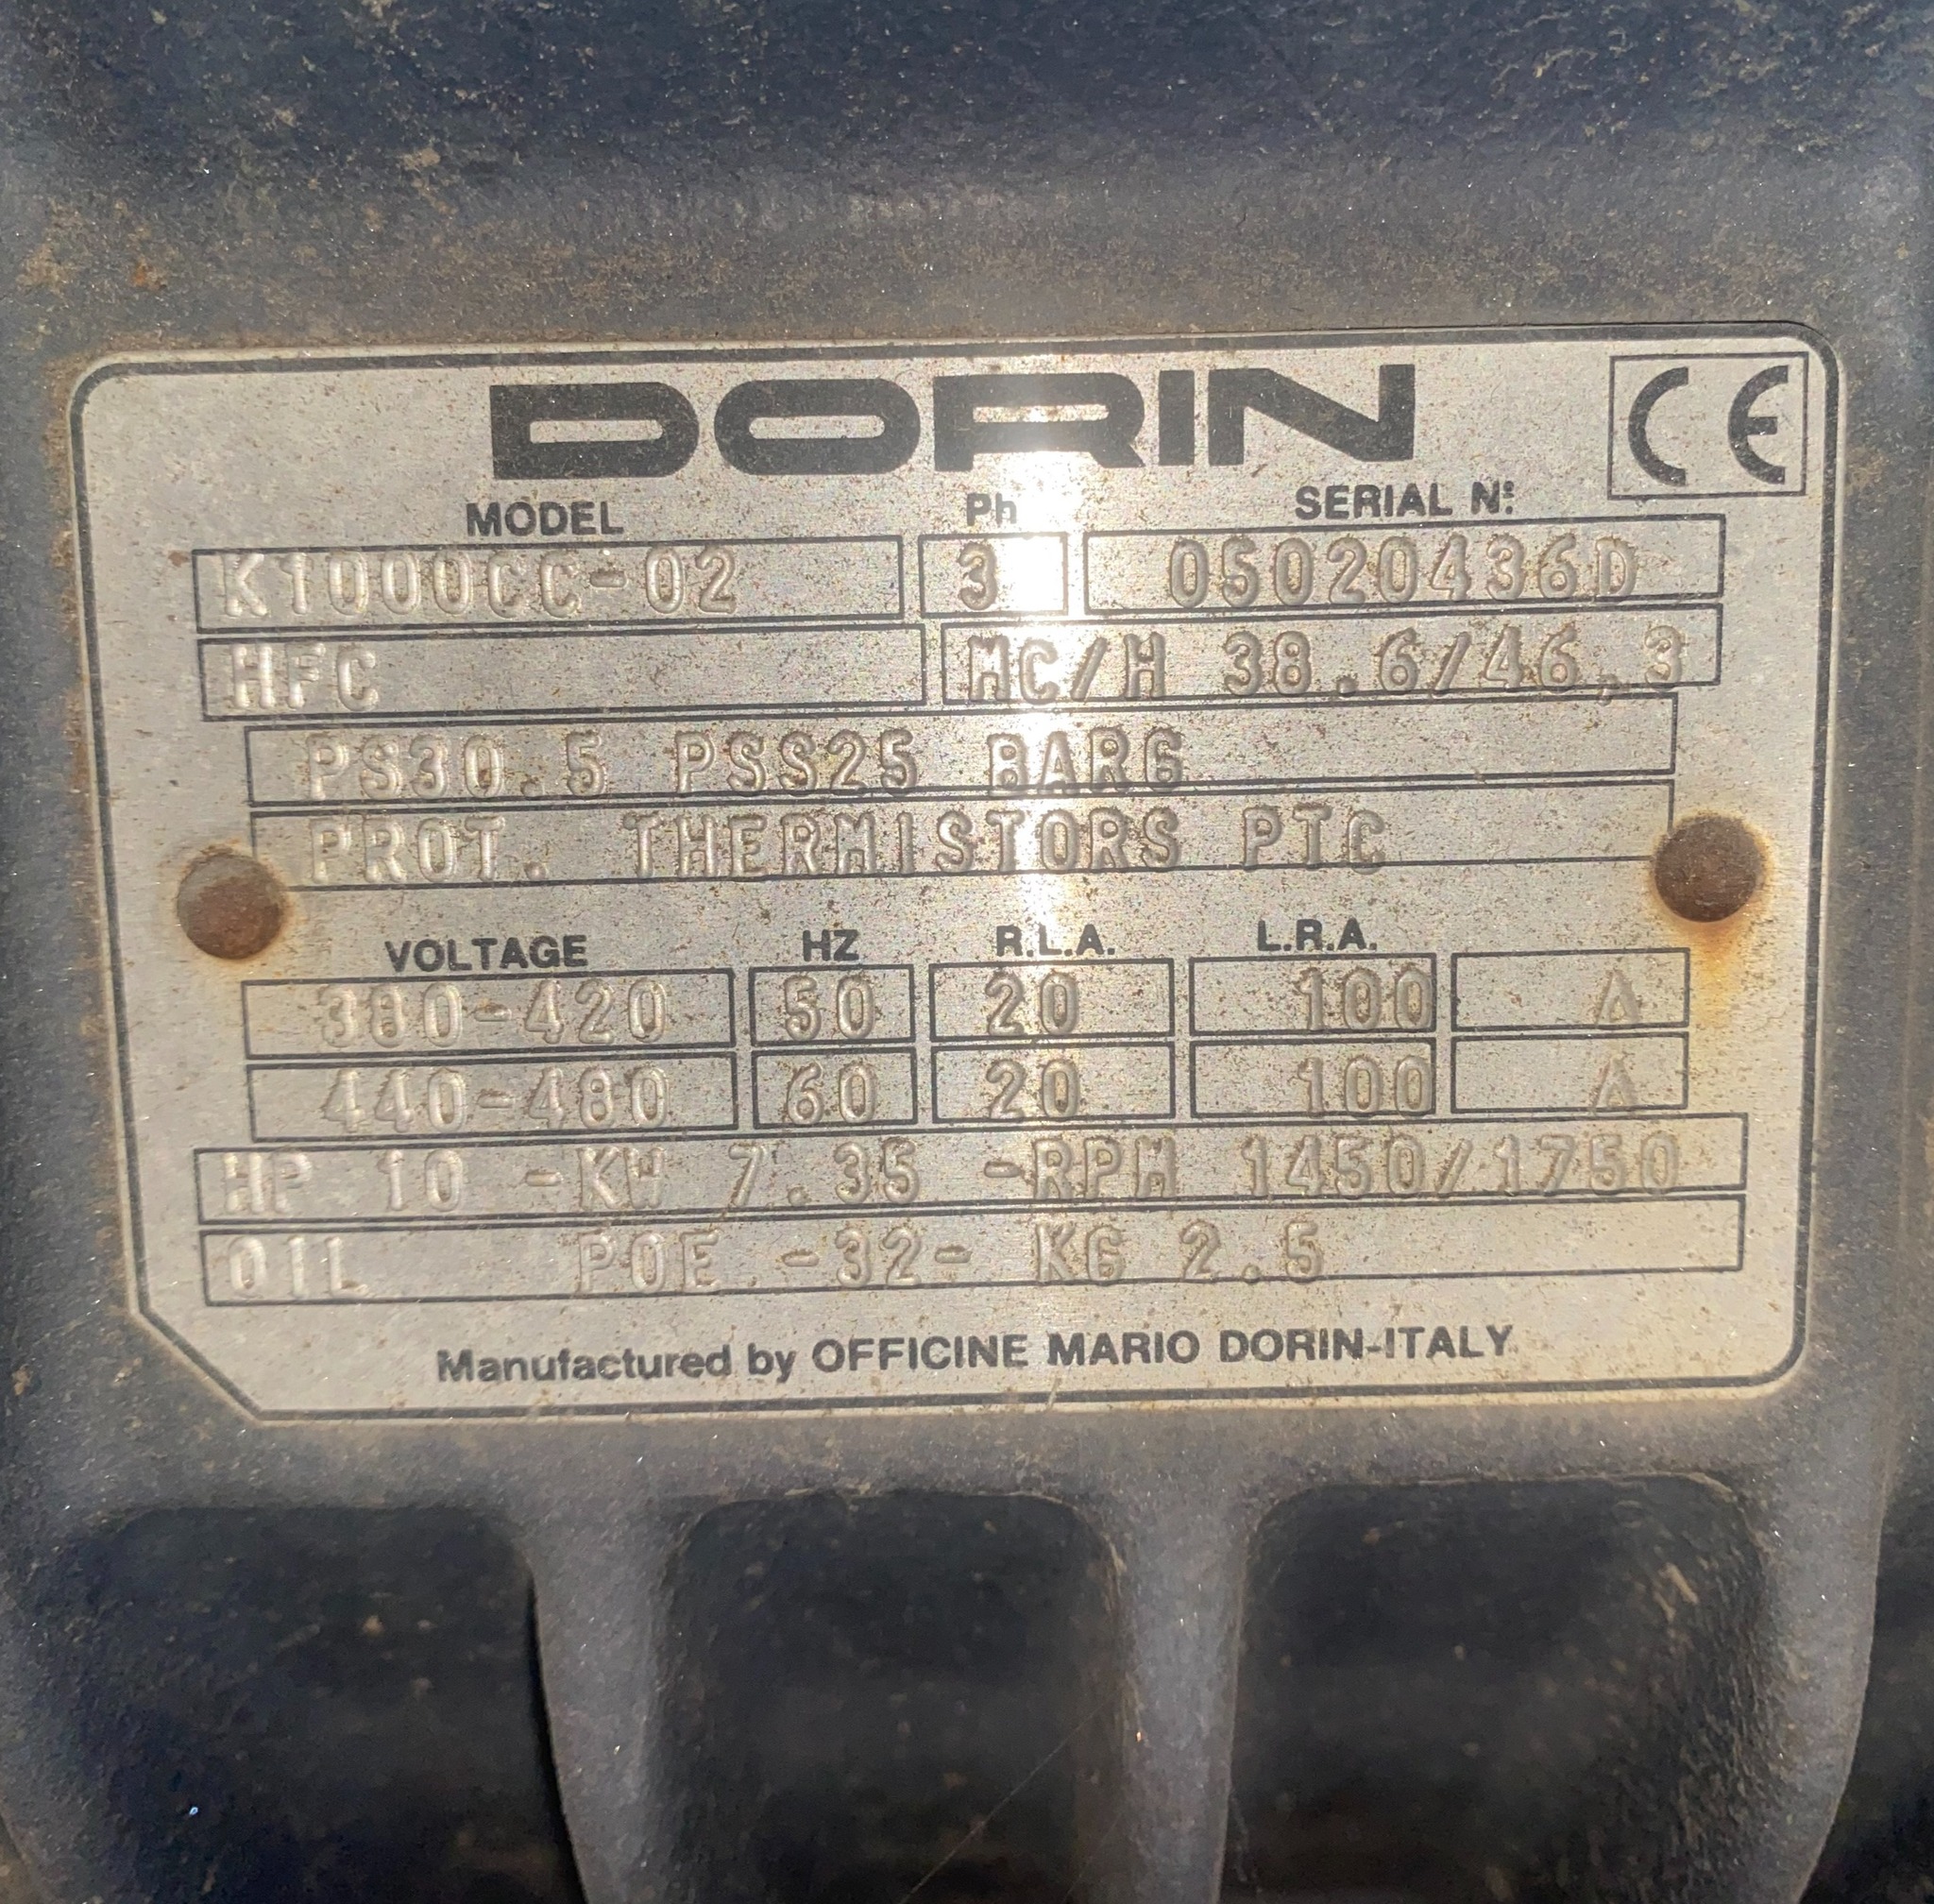 DORIN CE
MODEL Ph SERIAL Nº:
K1000CC-02 3 05020436D
HFC MC/H 38.6/46,3
PS30.5 PSS25 BARG
PROT. THERMISTORS PTC
VOLTAGE HZ R.L.A. L.R.A.
380-420 50 20 100 A
440-480 60 20 100 A
HP 10 -KW 7.35 -RPM 1450/1750
OIL POE -32- KG 2.5
Manufactured by OFFICINE MARIO DORIN-ITALY